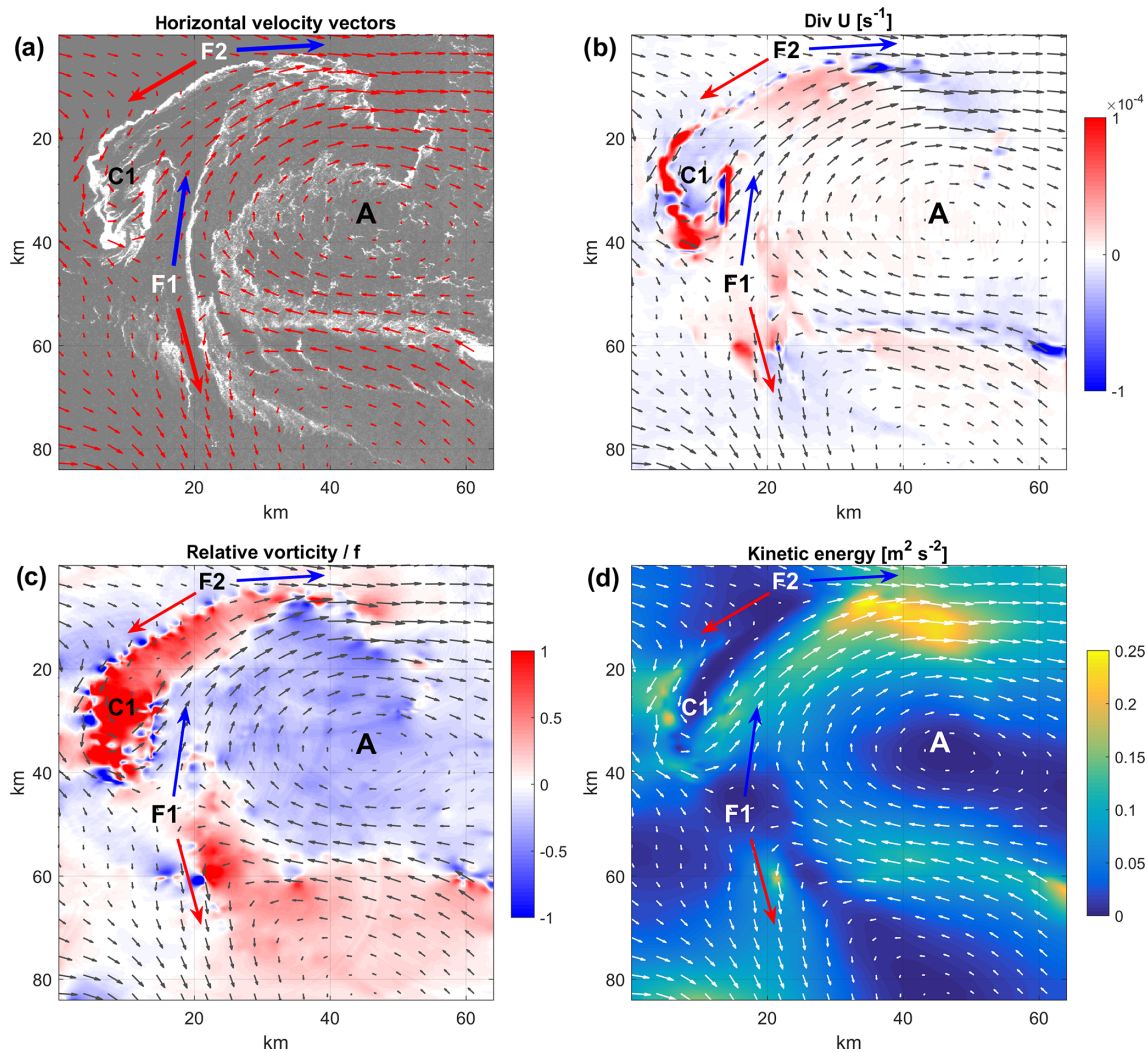 Horizontal velocity vectors
(a)
F2
C1
A
F1
20
40
60
80
km
20
40
60
km
Div U [s⁻¹]
(b)
F2
C1
A
F1
20
40
60
80
km
20
40
60
km
×10⁻⁴
1
0
-1
Relative vorticity / f
(c)
F2
C1
A
F1
20
40
60
80
km
20
40
60
km
1
0.5
0
-0.5
-1
Kinetic energy [m² s⁻²]
(d)
F2
C1
A
F1
20
40
60
80
km
20
40
60
km
0.25
0.2
0.15
0.1
0.05
0